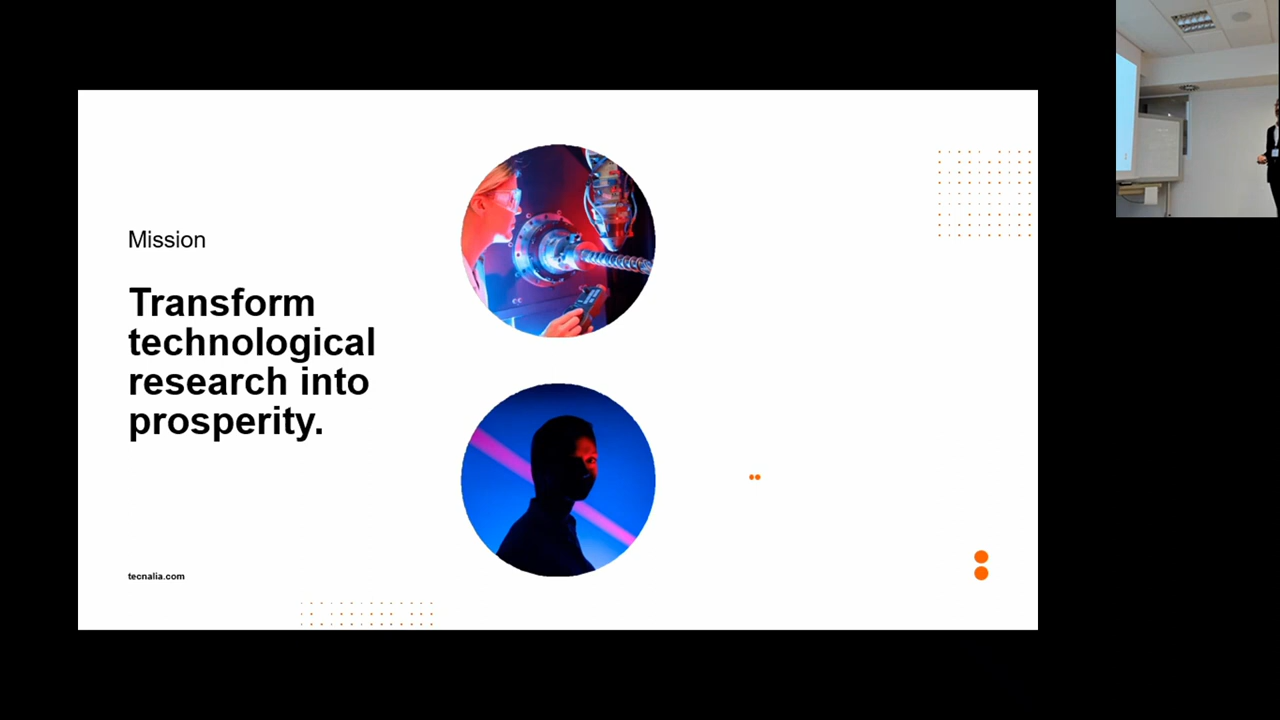 Mission
Transform
technological
research into
prosperity.
tecnalia.com